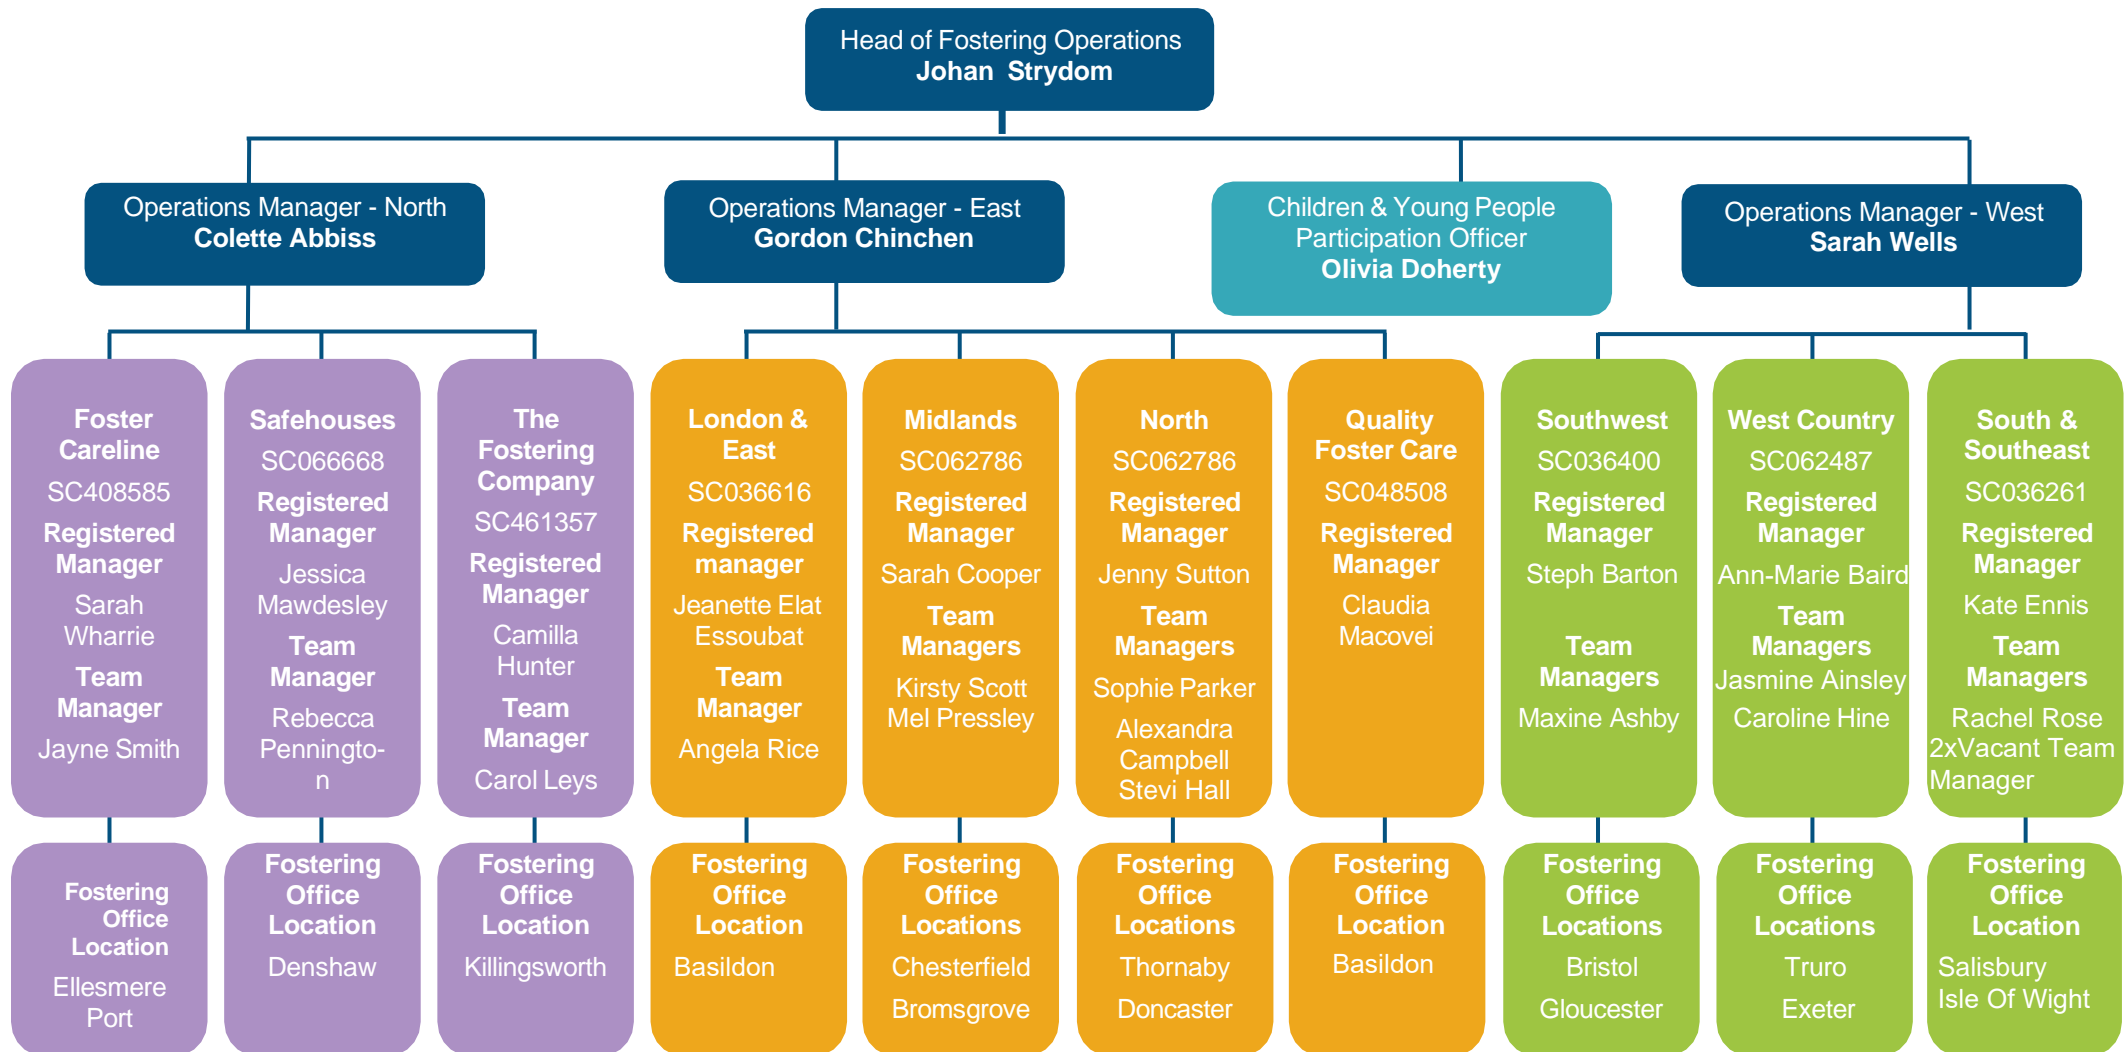 Head of Fostering Operations
Johan Strydom
Operations Manager - North
Colette Abbiss
Operations Manager - East
Gordon Chinchen
Children & Young People
Participation Officer
Olivia Doherty
Operations Manager - West
Sarah Wells
Foster
Careline
SC408585
Registered
Manager
Sarah
Wharrie
Team
Manager
Jayne Smith
Safehouses
SC066668
Registered
Manager
Jessica
Mawdesley
Team
Manager
Rebecca
Penningto-
n
The
Fostering
Company
SC461357
Registered
Manager
Camilla
Hunter
Team
Manager
Carol Leys
London &
East
SC036616
Registered
manager
Jeanette Elat
Essoubat
Team
Manager
Angela Rice
Midlands
SC062786
Registered
Manager
Sarah Cooper
Team
Managers
Kirsty Scott
Mel Pressley
North
SC062786
Registered
Manager
Jenny Sutton
Team
Managers
Sophie Parker
Alexandra
Campbell
Stevi Hall
Quality
Foster Care
SC048508
Registered
Manager
Claudia
Macovei
Southwest
SC036400
Registered
Manager
Steph Barton
Team
Managers
Maxine Ashby
West Country
SC062487
Registered
Manager
Ann-Marie Baird
Team
Managers
Jasmine Ainsley
Caroline Hine
South &
Southeast
SC036261
Registered
Manager
Kate Ennis
Team
Managers
Rachel Rose
2xVacant Team
Manager
Fostering
Office
Location
Ellesmere
Port
Fostering
Office
Location
Denshaw
Fostering
Office
Location
Killingsworth
Fostering
Office
Location
Basildon
Fostering
Office
Locations
Chesterfield
Bromsgrove
Fostering
Office
Locations
Thornaby
Doncaster
Fostering
Office
Location
Basildon
Fostering
Office
Locations
Bristol
Gloucester
Fostering
Office
Locations
Truro
Exeter
Fostering
Office
Location
Salisbury
Isle Of Wight